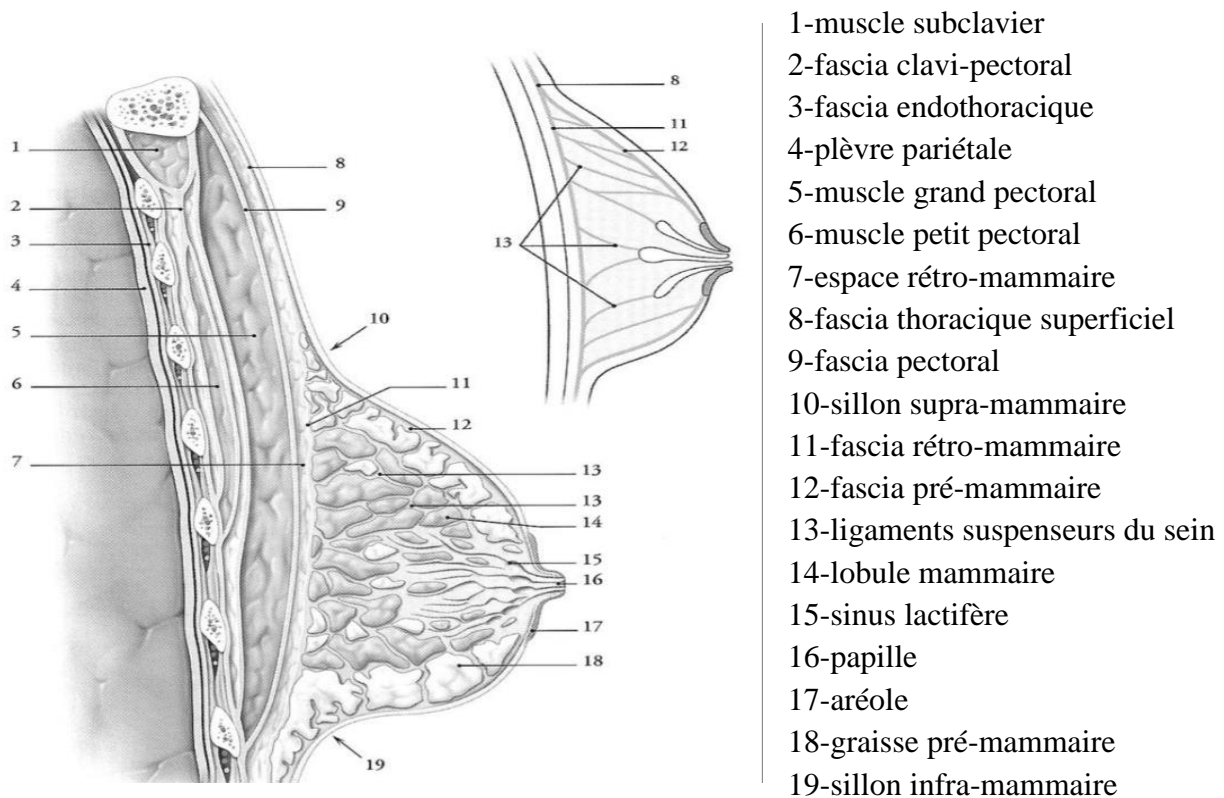 1
2
3
4
5
6
7
8
9
10
11
12
13
13
14
15
16
17
18
19
8
11
12
13
1-muscle subclavier
2-fascia clavi-pectoral
3-fascia endothoracique
4-plèvre pariétale
5-muscle grand pectoral
6-muscle petit pectoral
7-espace rétro-mammaire
8-fascia thoracique superficiel
9-fascia pectoral
10-sillon supra-mammaire
11-fascia rétro-mammaire
12-fascia pré-mammaire
13-ligaments suspenseurs du sein
14-lobule mammaire
15-sinus lactifère
16-papille
17-aréole
18-graisse pré-mammaire
19-sillon infra-mammaire